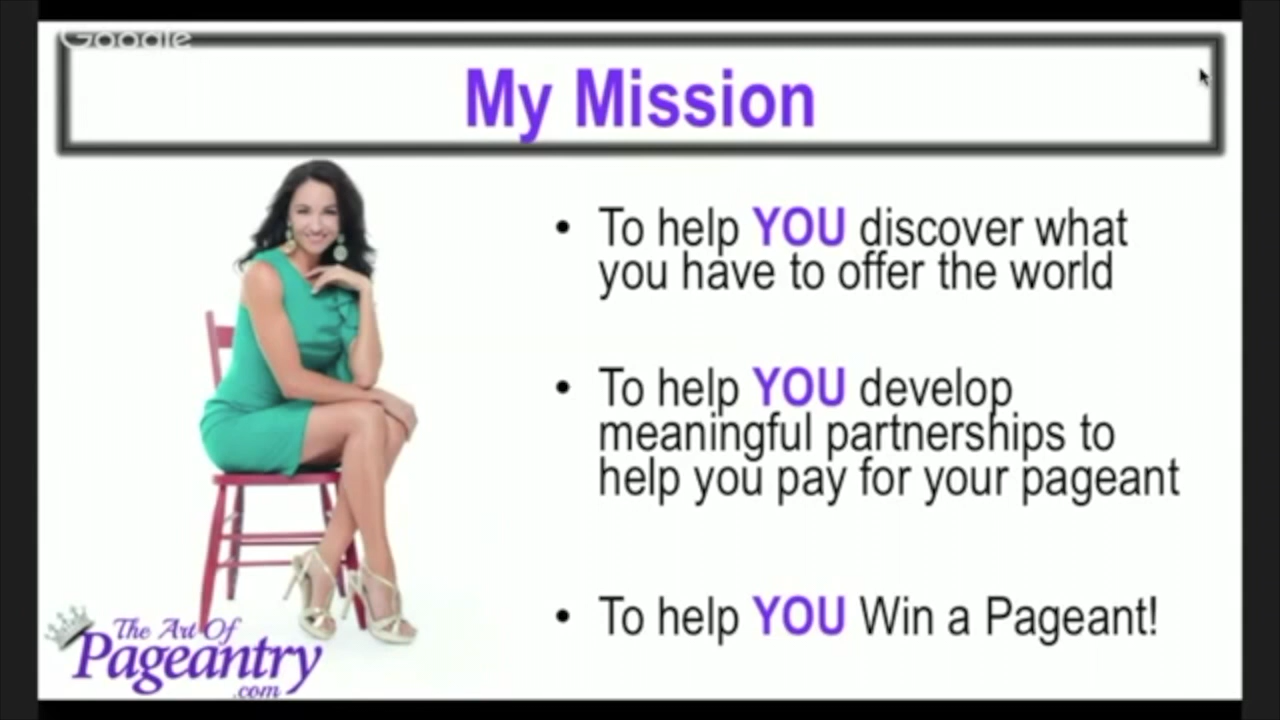 Google
My Mission
• To help YOU discover what
you have to offer the world
• To help YOU develop
meaningful partnerships to
help you pay for your pageant
• To help YOU Win a Pageant!
The Art Of
Pageantry
.com